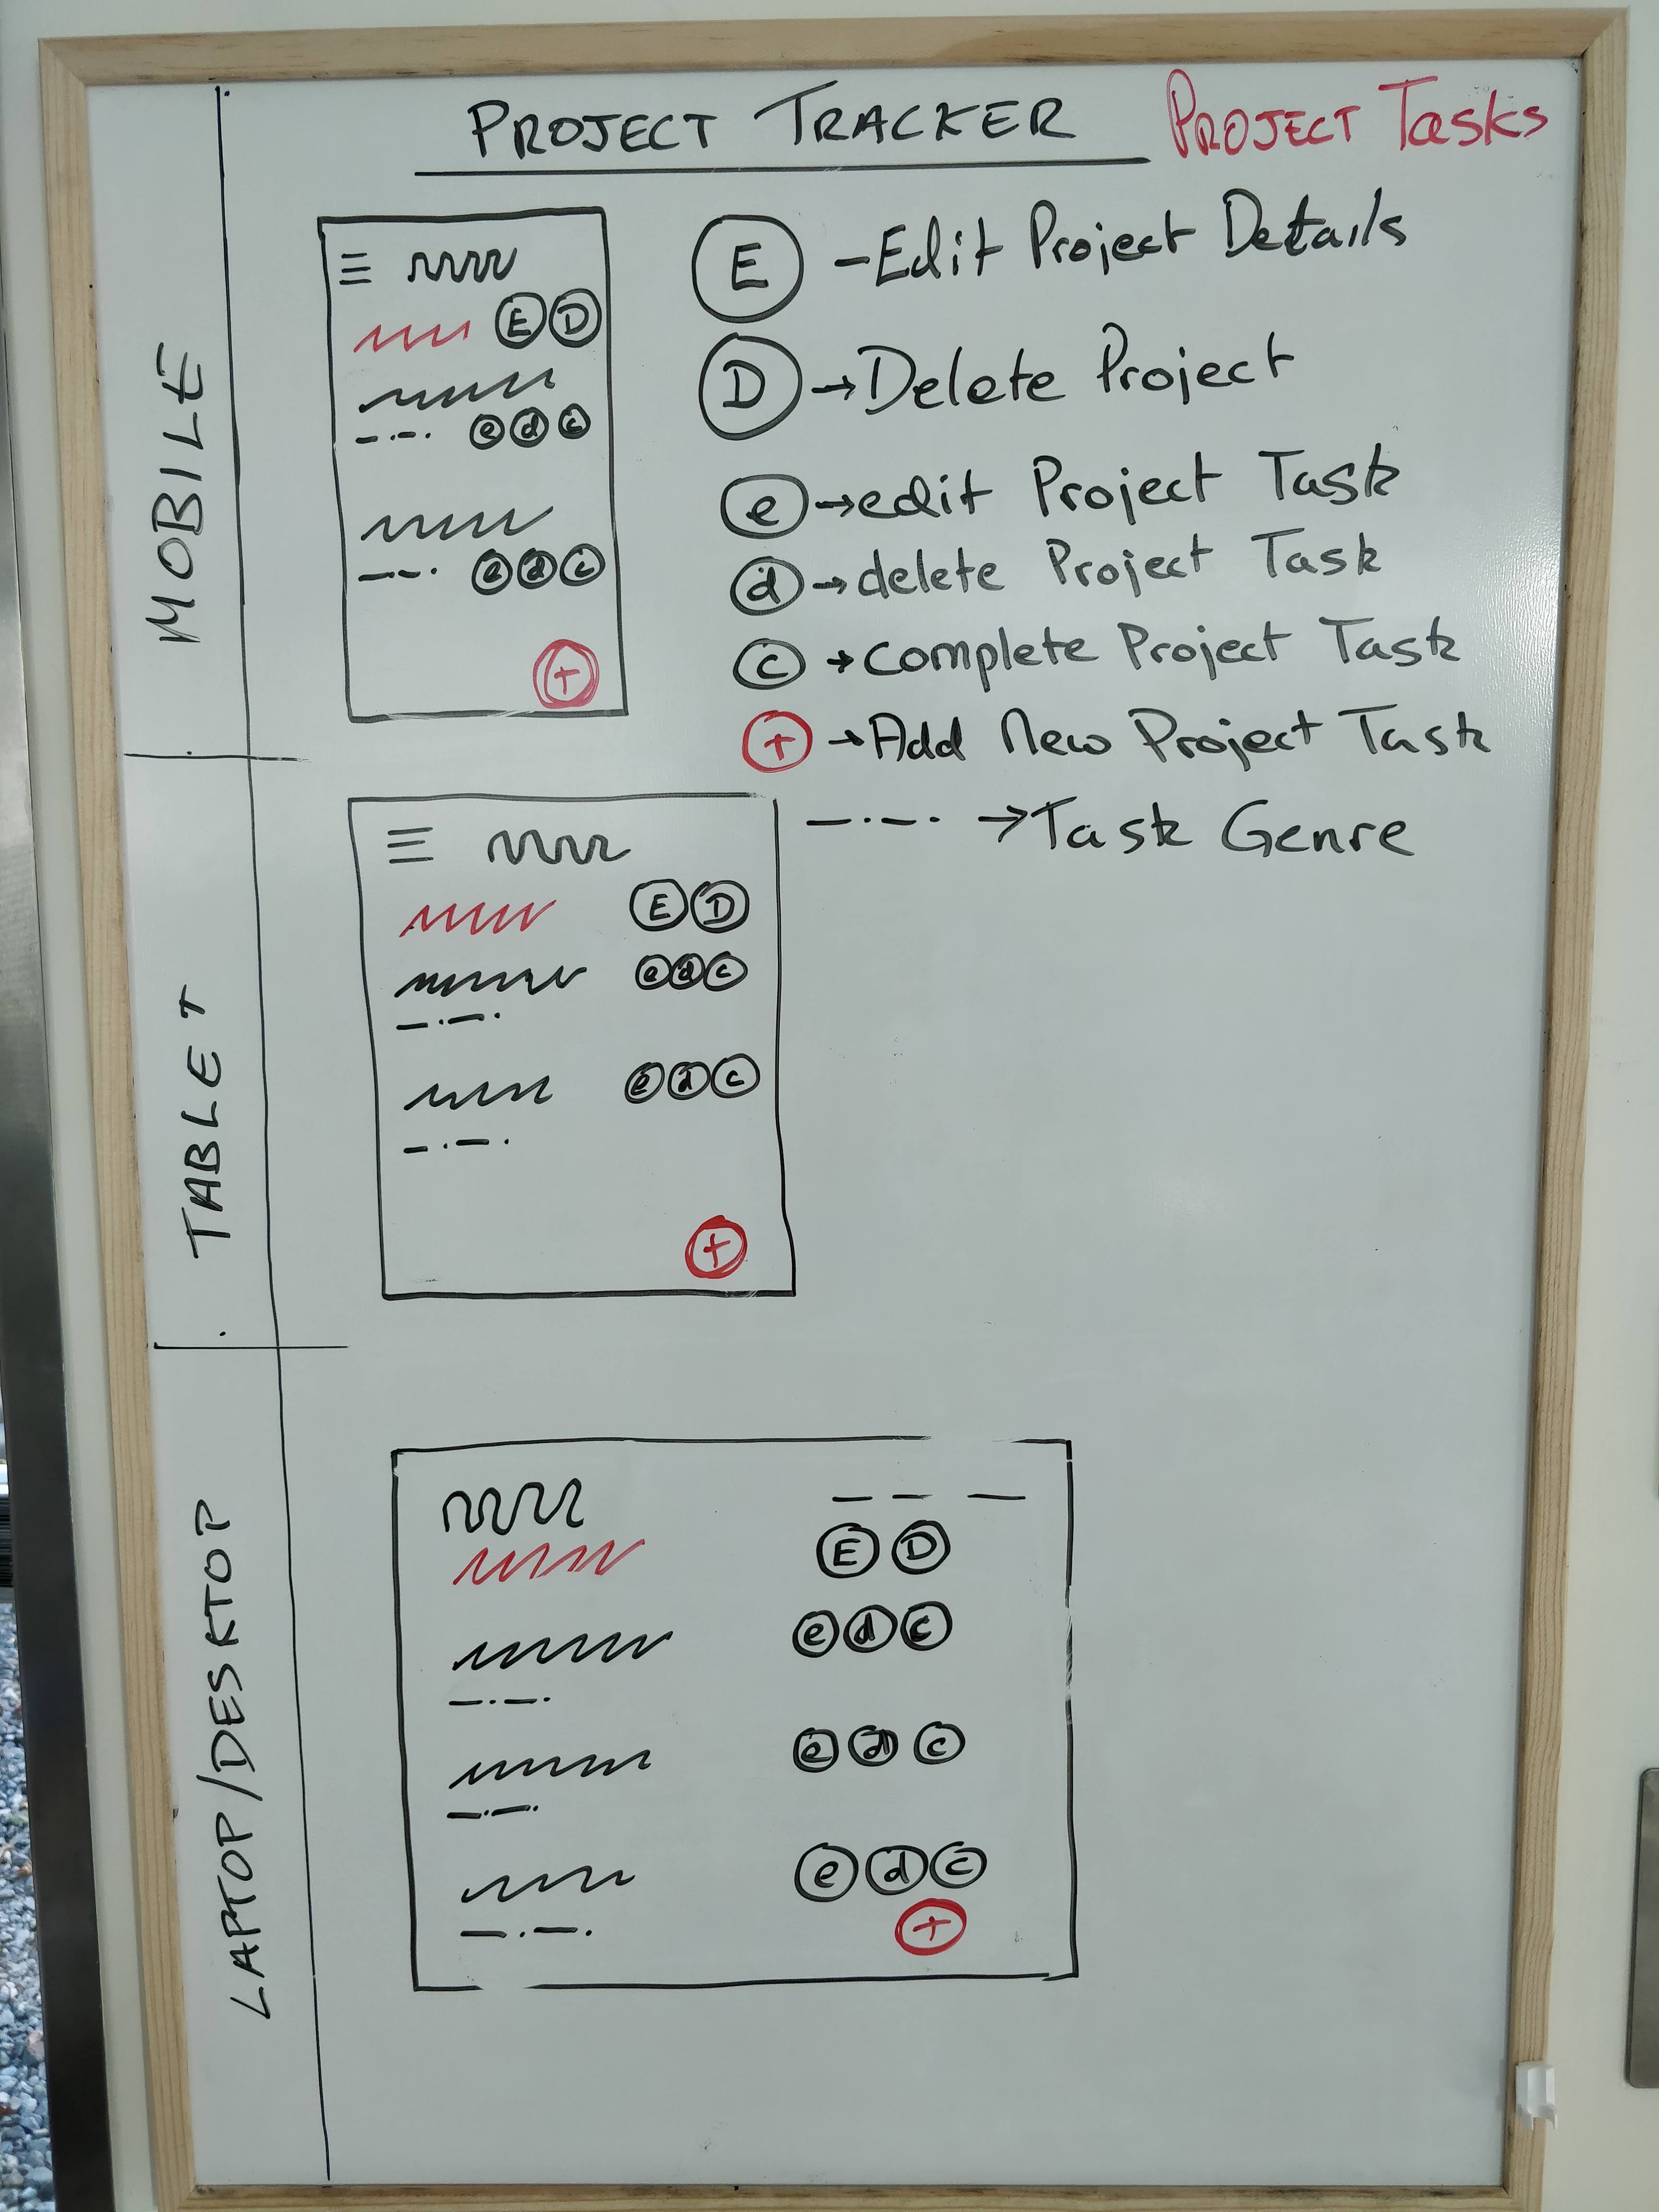 PROJECT TRACKER PROJECT Tasks
MOBILE
E D
e d c
e d c
+
E - Edit Project Details
D → Delete Project
e → edit Project Task
d → delete Project Task
c → complete Project Task
+ → Add New Project Task
—·—· → Task Genre
TABLET
E D
e d c
e d c
+
LAPTOP/DESKTOP
E D
e d c
e d c
e d c
+